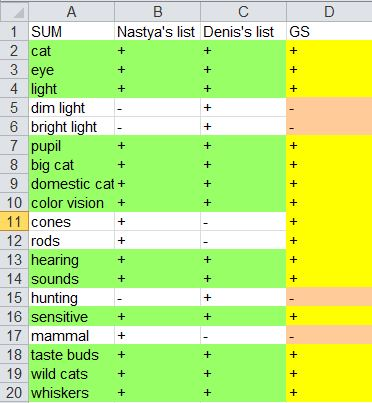 A B C D
1 SUM Nastya's list Denis's list GS
2 cat + + +
3 eye + + +
4 light + + +
5 dim light - + -
6 bright light - + -
7 pupil + + +
8 big cat + + +
9 domestic cat + + +
10 color vision + + +
11 cones + - +
12 rods + - +
13 hearing + + +
14 sounds + + +
15 hunting - + -
16 sensitive + + +
17 mammal + - -
18 taste buds + + +
19 wild cats + + +
20 whiskers + + +